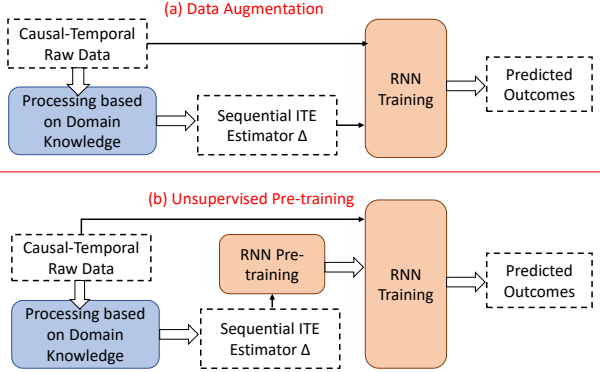 (a) Data Augmentation
Causal-Temporal
Raw Data
Processing based
on Domain
Knowledge
Sequential ITE
Estimator Δ
RNN
Training
Predicted
Outcomes
(b) Unsupervised Pre-training
Causal-Temporal
Raw Data
Processing based
on Domain
Knowledge
RNN Pre-
training
Sequential ITE
Estimator Δ
RNN
Training
Predicted
Outcomes